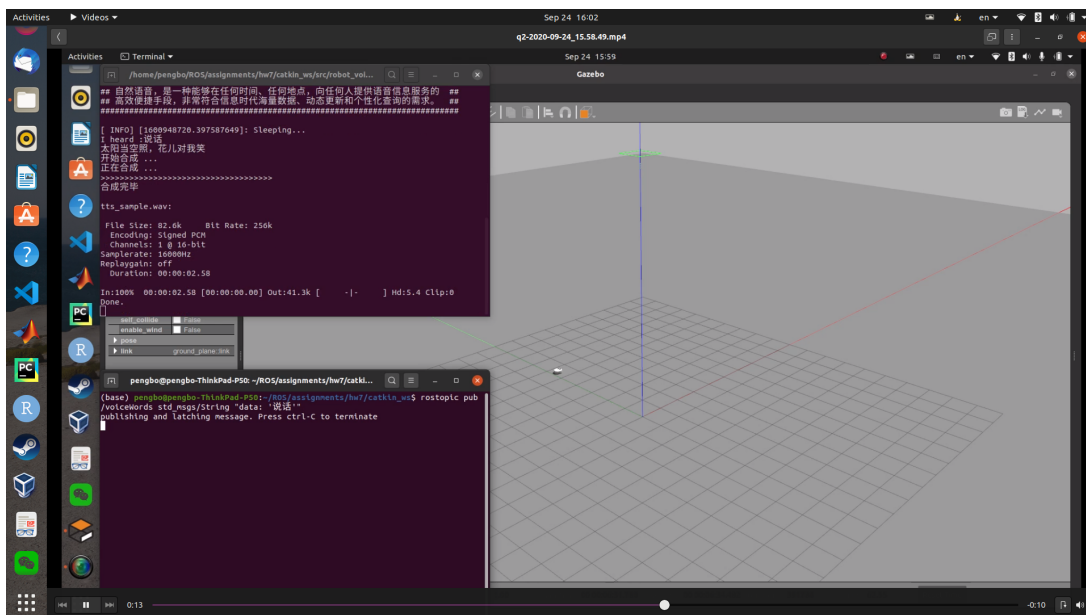 Activities
Videos
Sep 24 16:02
en
q2-2020-09-24_15.58.49.mp4
Activities
Terminal
Sep 24 15:59
en
/home/pengbo/ROS/assignments/hw7/catkin_ws/src/robot_voi...
Gazebo
## 自然语音，是一种能够在任何时间、任何地点，向任何人提供语音信息服务的 ##
## 高效便捷手段，非常符合信息时代海量数据、动态更新和个性化查询的需求。 ##
###################################################################
[ INFO] [1600948720.397587649]: Sleeping...
I heard :说话
太阳当空照，花儿对我笑
开始合成 ...
正在合成 ...
>>>>>>>>>>>>>>>>>>>>>>>>>>>>>>>>>>
合成完毕
tts_sample.wav:
File Size: 82.6k Bit Rate: 256k
Encoding: Signed PCM
Channels: 1 @ 16-bit
Samplerate: 16000Hz
Replaygain: off
Duration: 00:00:02.58
In:100% 00:00:02.58 [00:00:00.00] Out:41.3k [ -|- ] Hd:5.4 Clip:0
Done.
self_collide False
enable_wind False
pose
link ground_plane::link
pengbo@pengbo-ThinkPad-P50: ~/ROS/assignments/hw7/catki...
(base) pengbo@pengbo-ThinkPad-P50:~/ROS/assignments/hw7/catkin_ws$ rostopic pub
/voiceWords std_msgs/String "data: '说话'"
publishing and latching message. Press ctrl-C to terminate
PC
PC
R
R
0:13
-0:10